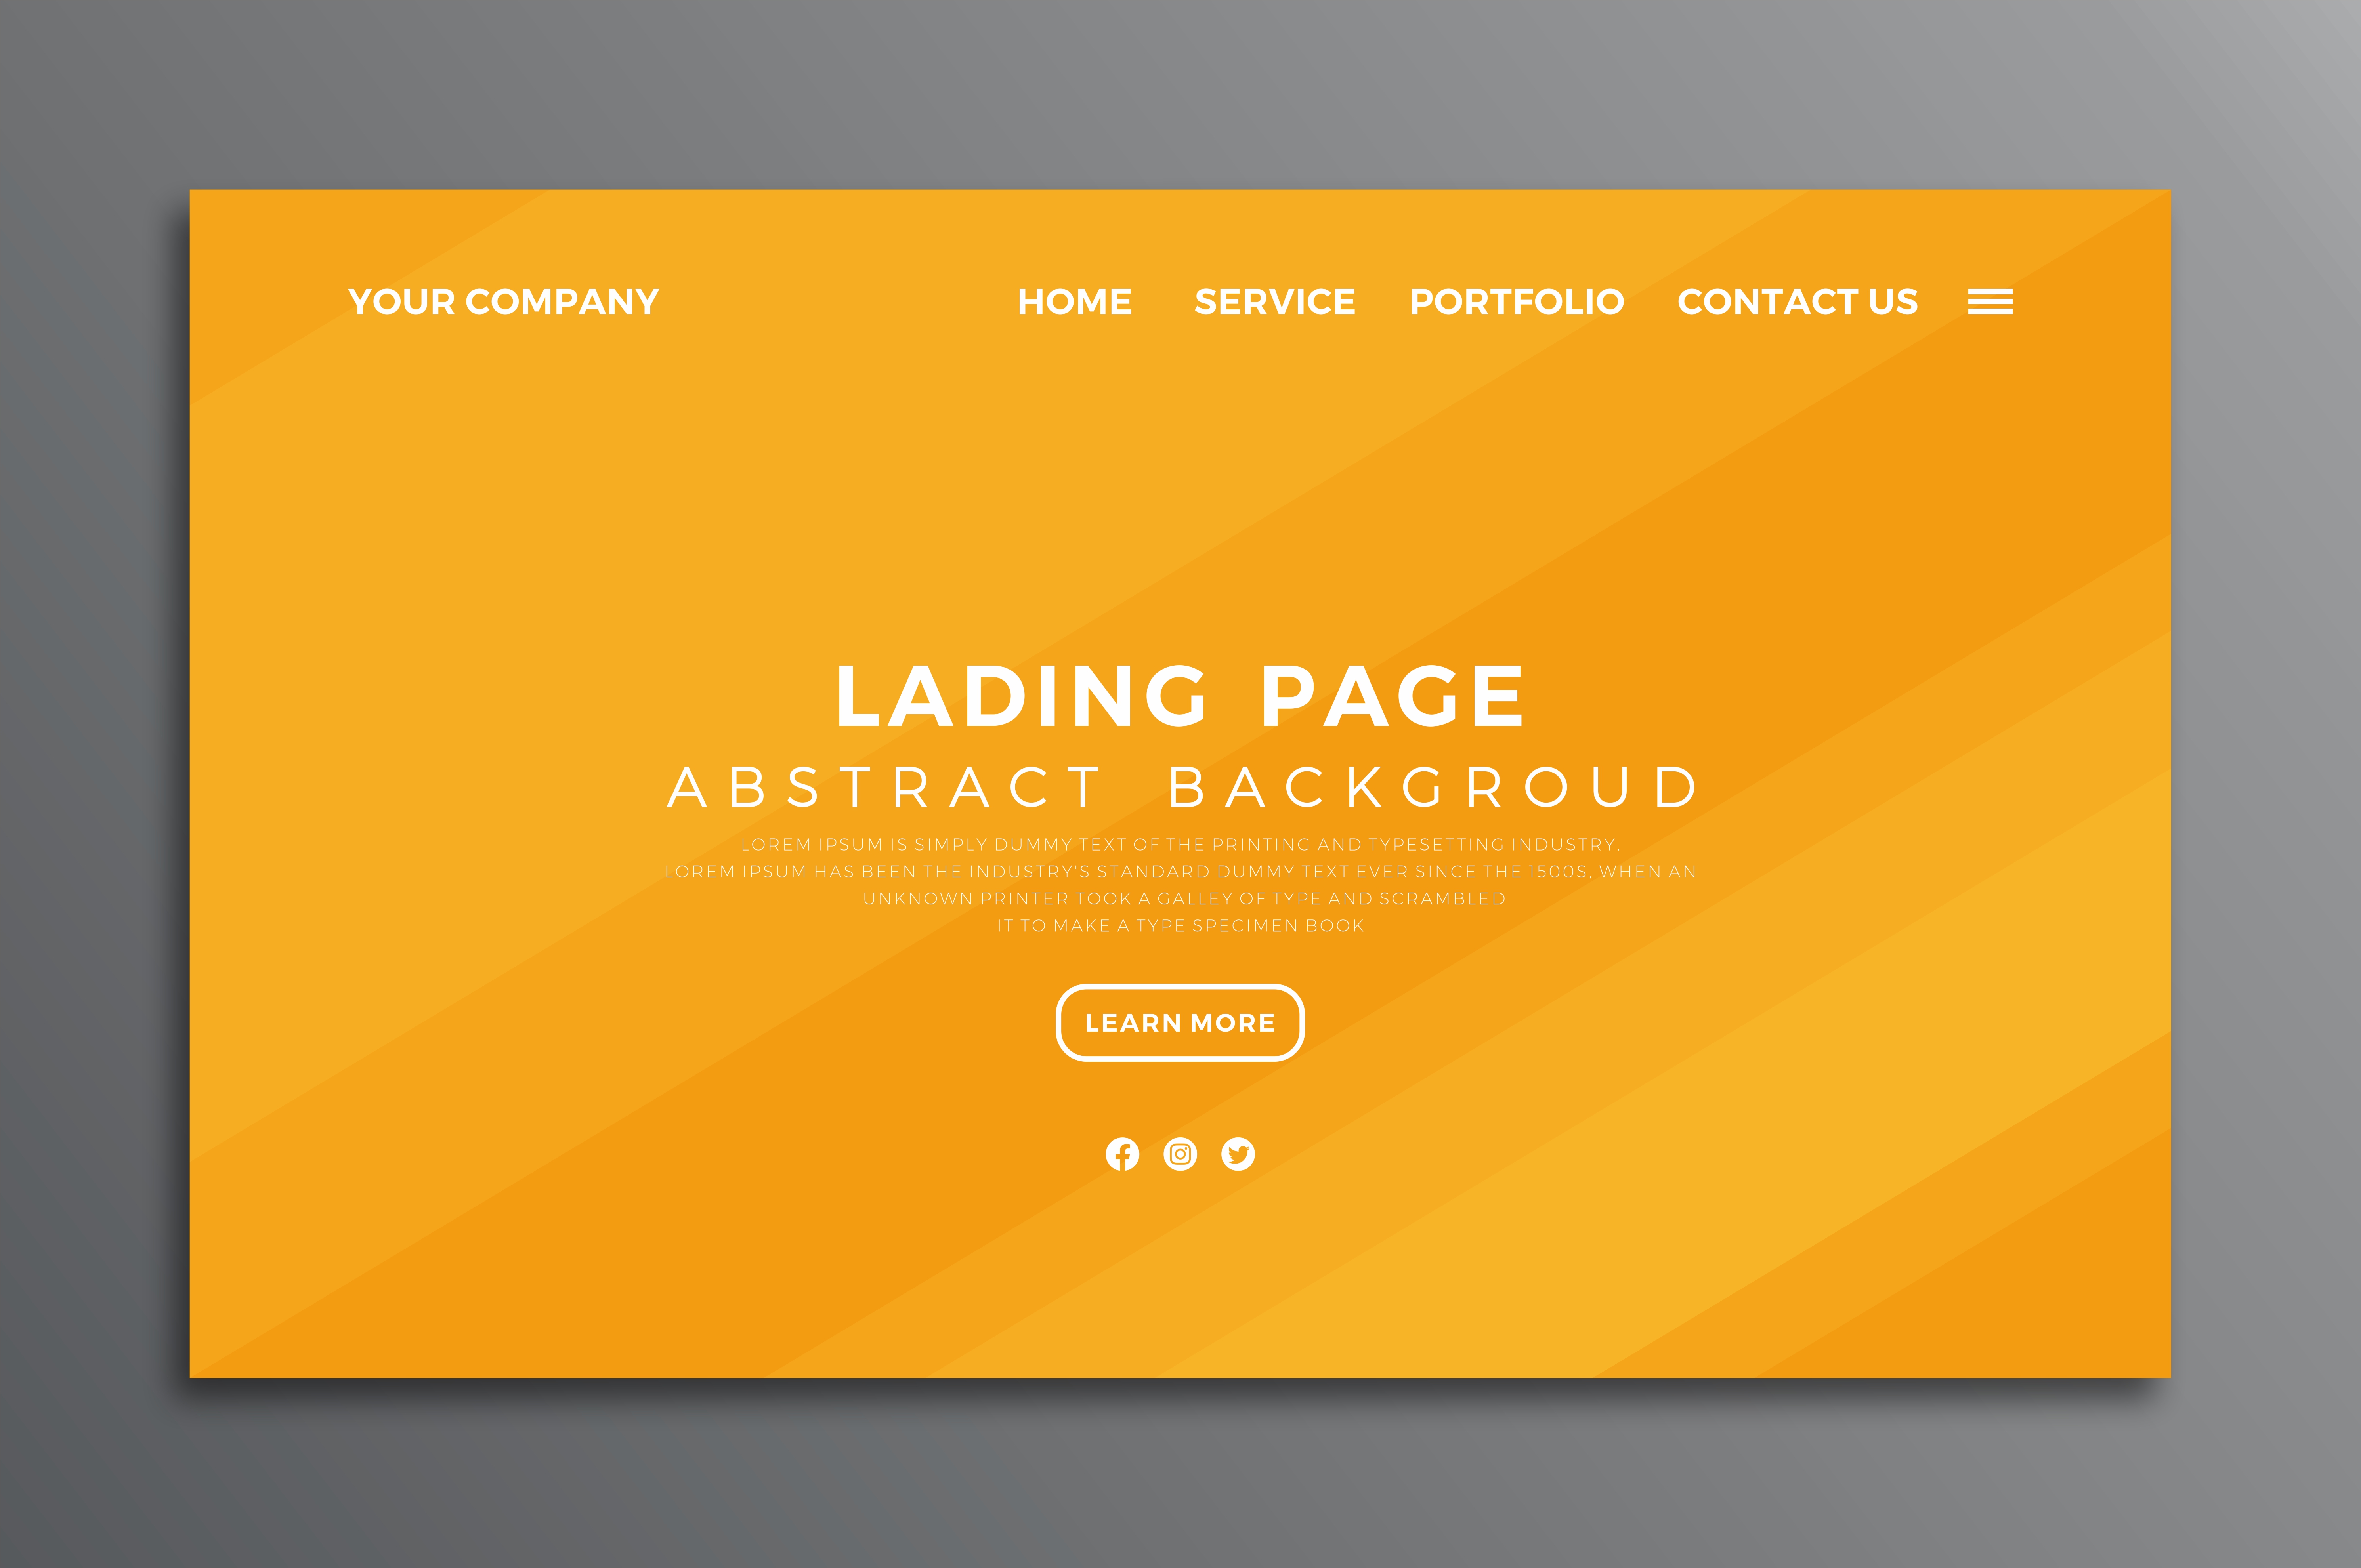 YOUR COMPANY HOME SERVICE PORTFOLIO CONTACT US
LADING PAGE
ABSTRACT BACKGROUD
LOREM IPSUM IS SIMPLY DUMMY TEXT OF THE PRINTING AND TYPESETTING INDUSTRY.
LOREM IPSUM HAS BEEN THE INDUSTRY'S STANDARD DUMMY TEXT EVER SINCE THE 1500S. WHEN AN
UNKNOWN PRINTER TOOK A GALLEY OF TYPE AND SCRAMBLED
IT TO MAKE A TYPE SPECIMEN BOOK
LEARN MORE